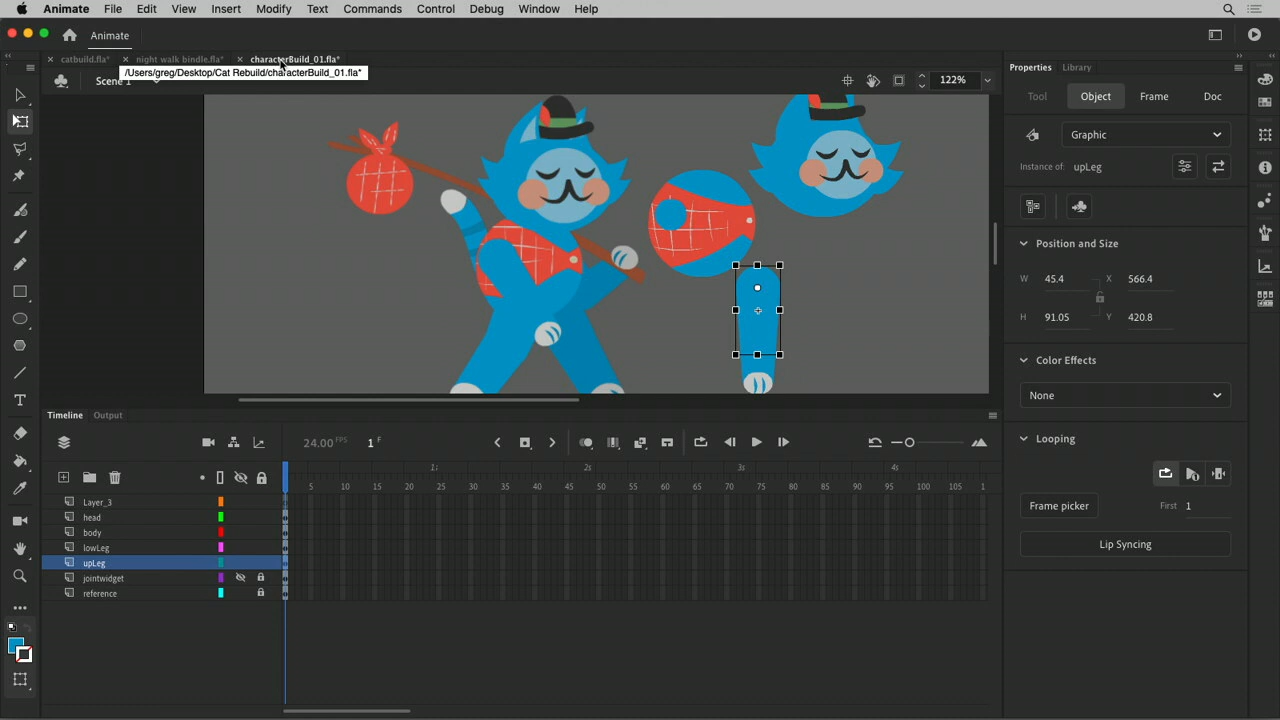 Animate File Edit View Insert Modify Text Commands Control Debug Window Help
Animate
catbuild.fla* night walk bindle.fla* characterBuild_01.fla*
/Users/greg/Desktop/Cat Rebuild/characterBuild_01.fla*
Scene 1
122%
Properties Library
Tool Object Frame Doc
Graphic
Instance of: upLeg
Position and Size
W 45.4 X 566.4
H 91.05 Y 420.8
Color Effects
None
Looping
Frame picker First 1
Lip Syncing
Timeline Output
24.00 FPS 1 F
1s 2s 3s 4s
5 10 15 20 25 30 35 40 45 50 55 60 65 70 75 80 85 90 95 100 105 1
Layer_3
head
body
lowLeg
upLeg
jointwidget
reference
T